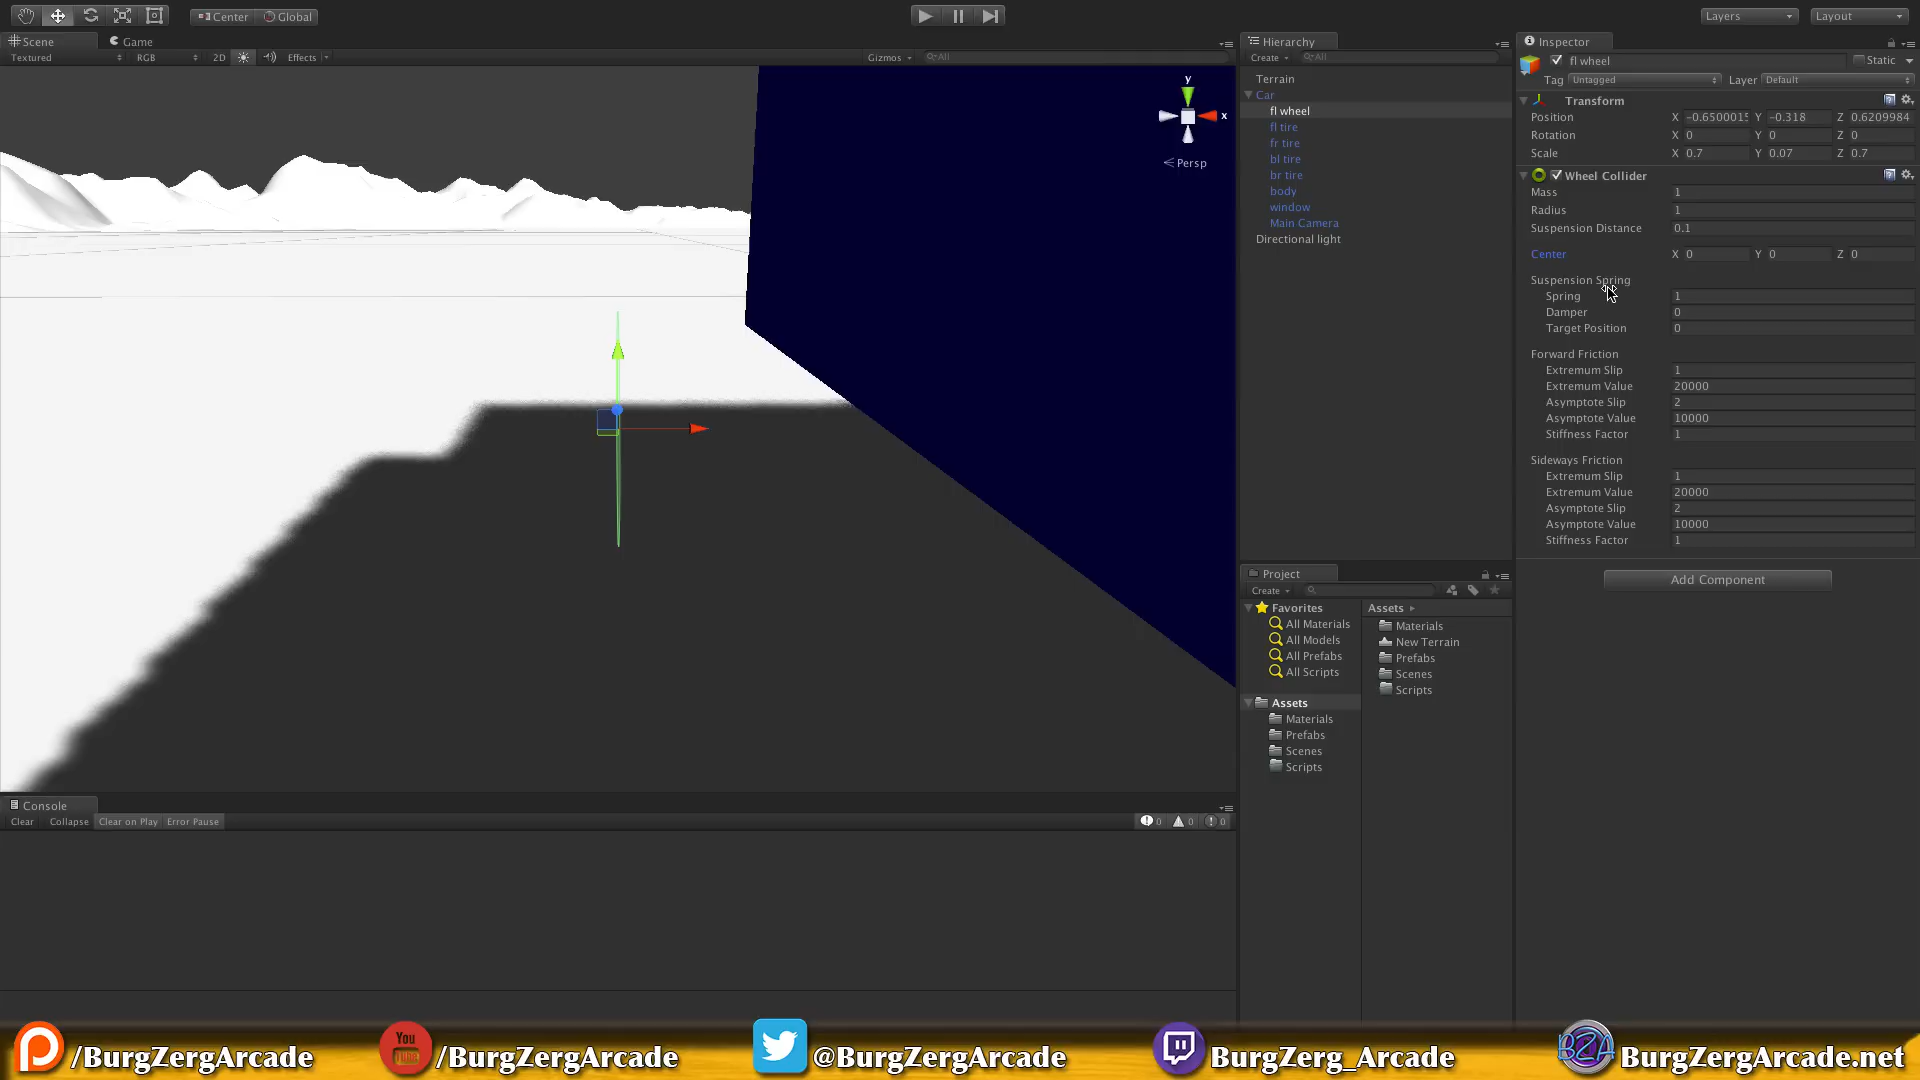 Center Global
Layers Layout
Scene Game
Textured RGB 2D Effects Gizmos All
y
x
Persp
Console
Clear Collapse Clear on Play Error Pause 0 0 0
Hierarchy
Create All
Terrain
Car
fl wheel
fl tire
fr tire
bl tire
br tire
body
window
Main Camera
Directional light
Project
Create
Favorites
All Materials
All Models
All Prefabs
All Scripts
Assets
Materials
Prefabs
Scenes
Scripts
Assets
Materials
New Terrain
Prefabs
Scenes
Scripts
Inspector
fl wheel Static
Tag Untagged Layer Default
Transform
Position X -0.6500015 Y -0.318 Z 0.6209984
Rotation X 0 Y 0 Z 0
Scale X 0.7 Y 0.07 Z 0.7
Wheel Collider
Mass 1
Radius 1
Suspension Distance 0.1
Center X 0 Y 0 Z 0
Suspension Spring
Spring 1
Damper 0
Target Position 0
Forward Friction
Extremum Slip 1
Extremum Value 20000
Asymptote Slip 2
Asymptote Value 10000
Stiffness Factor 1
Sideways Friction
Extremum Slip 1
Extremum Value 20000
Asymptote Slip 2
Asymptote Value 10000
Stiffness Factor 1
Add Component
/BurgZergArcade You Tube /BurgZergArcade @BurgZergArcade BurgZerg_Arcade BZA BurgZergArcade.net